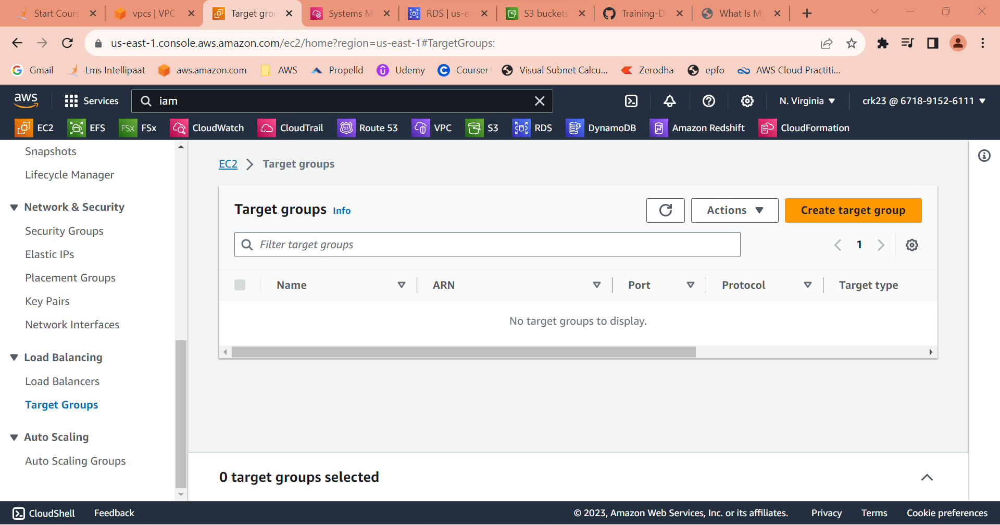 Start Cours
vpcs | VPC
Target gro
Systems M
RDS | us-ea
S3 buckets
Training-D
What Is My
us-east-1.console.aws.amazon.com/ec2/home?region=us-east-1#TargetGroups:
Gmail
Lms Intellipaat
aws.amazon.com
AWS
Propelld
Udemy
Courser
Visual Subnet Calcu...
Zerodha
epfo
AWS Cloud Practiti...
aws
Services
iam
N. Virginia
crk23 @ 6718-9152-6111
EC2
EFS
FSx
FSx
CloudWatch
CloudTrail
Route 53
VPC
S3
RDS
DynamoDB
Amazon Redshift
CloudFormation
Snapshots
Lifecycle Manager
Network & Security
Security Groups
Elastic IPs
Placement Groups
Key Pairs
Network Interfaces
Load Balancing
Load Balancers
Target Groups
Auto Scaling
Auto Scaling Groups
EC2
Target groups
Target groups
Info
Actions
Create target group
Filter target groups
1
Name
ARN
Port
Protocol
Target type
No target groups to display.
0 target groups selected
CloudShell
Feedback
© 2023, Amazon Web Services, Inc. or its affiliates.
Privacy
Terms
Cookie preferences